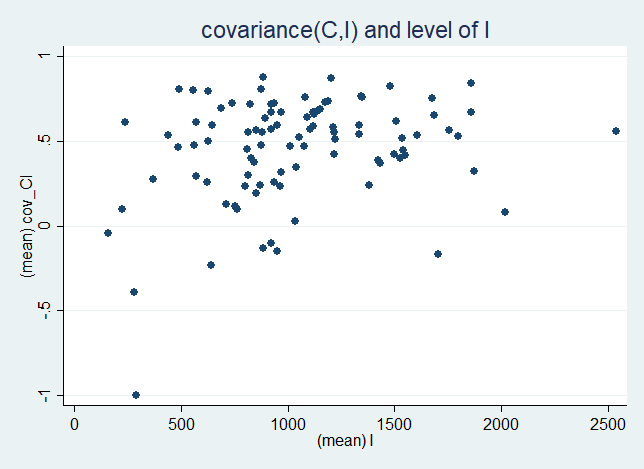 covariance(C,I) and level of I
(mean) cov_CI
1
.5
0
-.5
-1
0 500 1000 1500 2000 2500
(mean) I